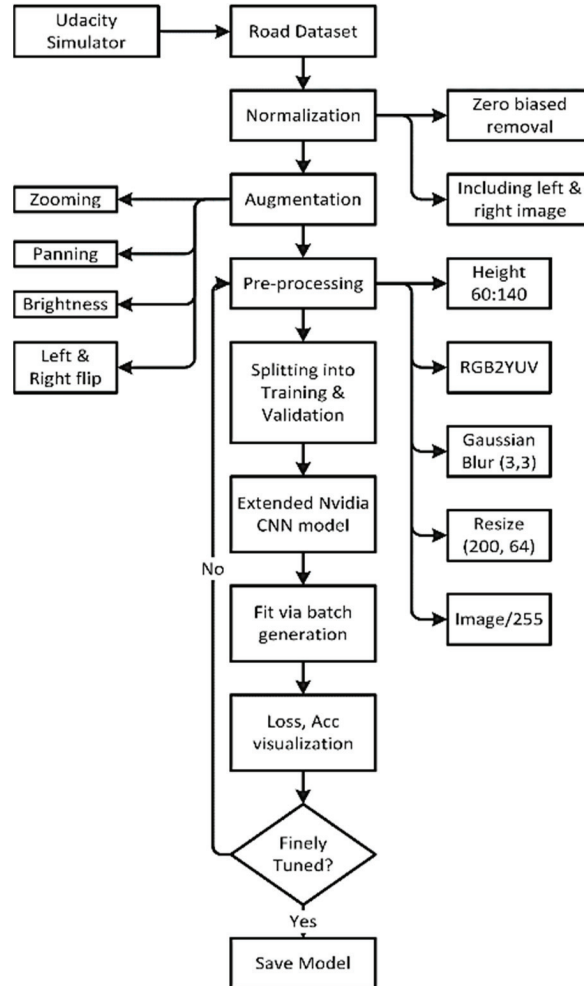 Udacity
Simulator
Road Dataset
Normalization
Zero biased
removal
Including left &
right image
Augmentation
Zooming
Panning
Brightness
Left &
Right flip
Pre-processing
Height
60:140
RGB2YUV
Gaussian
Blur (3,3)
Resize
(200, 64)
Image/255
Splitting into
Training &
Validation
Extended Nvidia
CNN model
Fit via batch
generation
Loss, Acc
visualization
Finely
Tuned?
No
Yes
Save Model